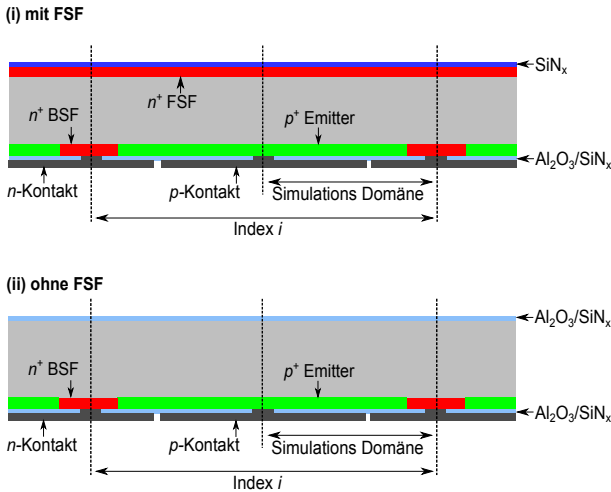 (i) mit FSF
SiNₓ
n⁺ FSF
n⁺ BSF
p⁺ Emitter
Al₂O₃/SiNₓ
n-Kontakt
p-Kontakt
Simulations Domäne
Index i
(ii) ohne FSF
Al₂O₃/SiNₓ
n⁺ BSF
p⁺ Emitter
Al₂O₃/SiNₓ
n-Kontakt
p-Kontakt
Simulations Domäne
Index i